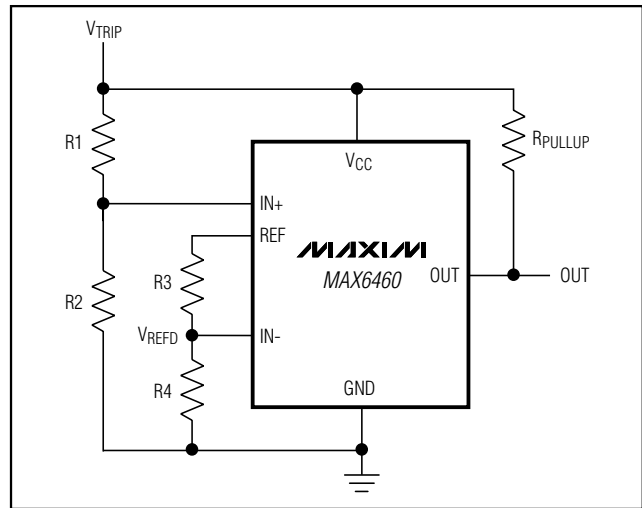 VTRIP
R1
RPULLUP
VCC
IN+
REF
MAXIM
MAX6460
OUT
OUT
R3
R2
VREFD
IN-
R4
GND